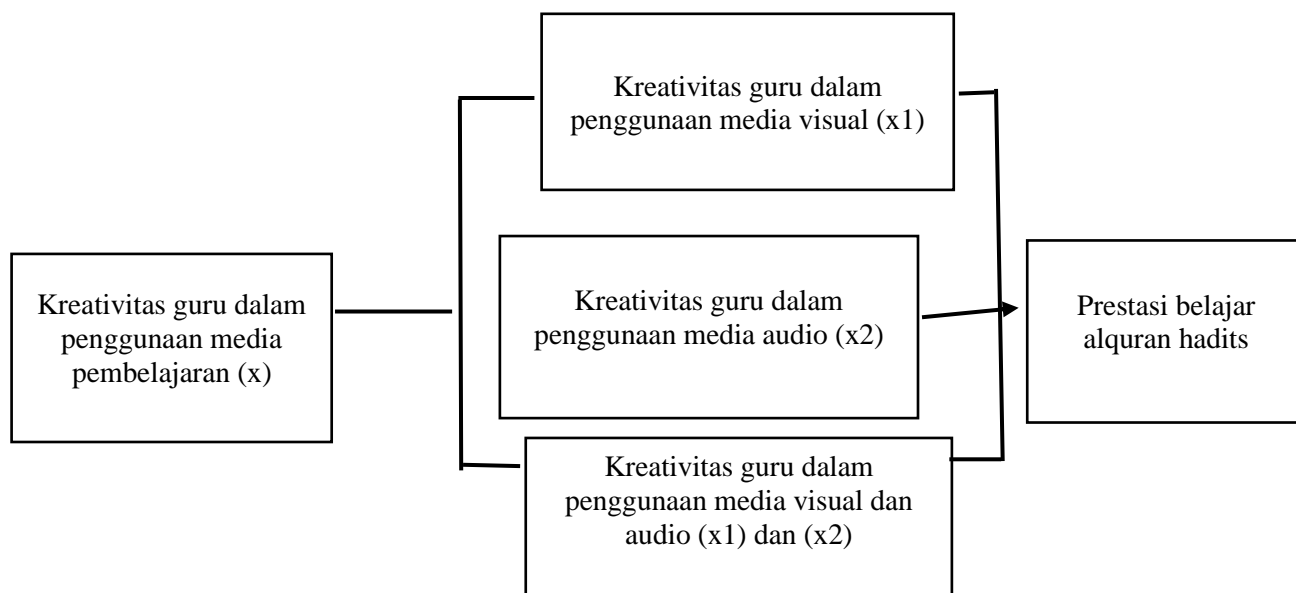 Kreativitas guru dalam
penggunaan media
pembelajaran (x)
Kreativitas guru dalam
penggunaan media visual (x1)
Kreativitas guru dalam
penggunaan media audio (x2)
Kreativitas guru dalam
penggunaan media visual dan
audio (x1) dan (x2)
Prestasi belajar
alquran hadits